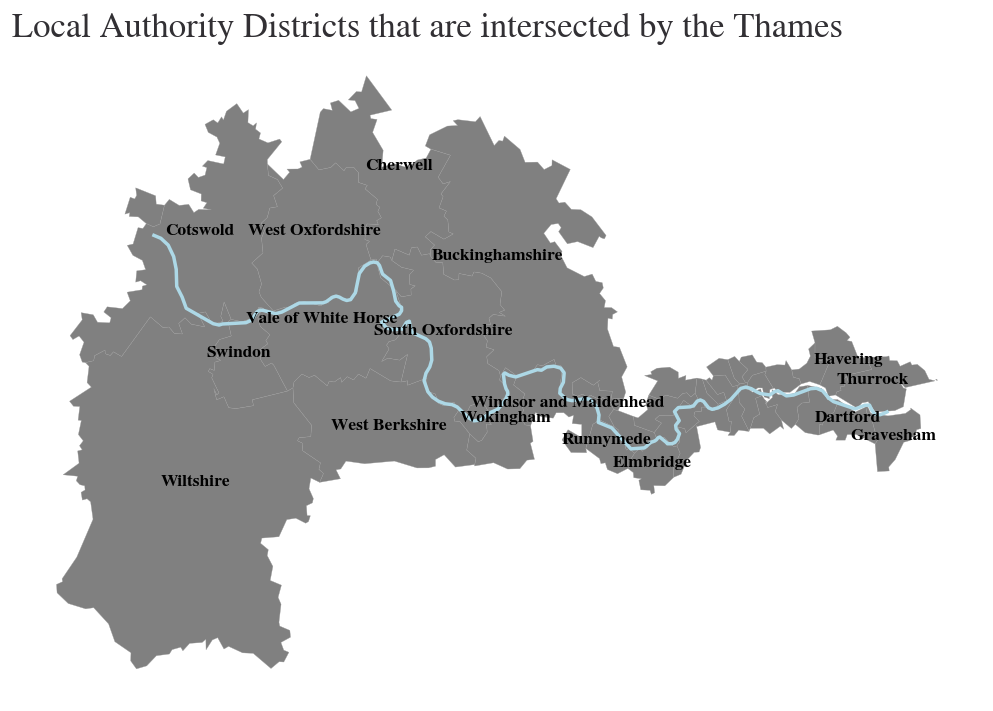 Local Authority Districts that are intersected by the Thames
Cherwell
Cotswold
West Oxfordshire
Buckinghamshire
Vale of White Horse
South Oxfordshire
Swindon
Havering
Thurrock
Windsor and Maidenhead
Wokingham
Dartford
West Berkshire
Gravesham
Runnymede
Elmbridge
Wiltshire